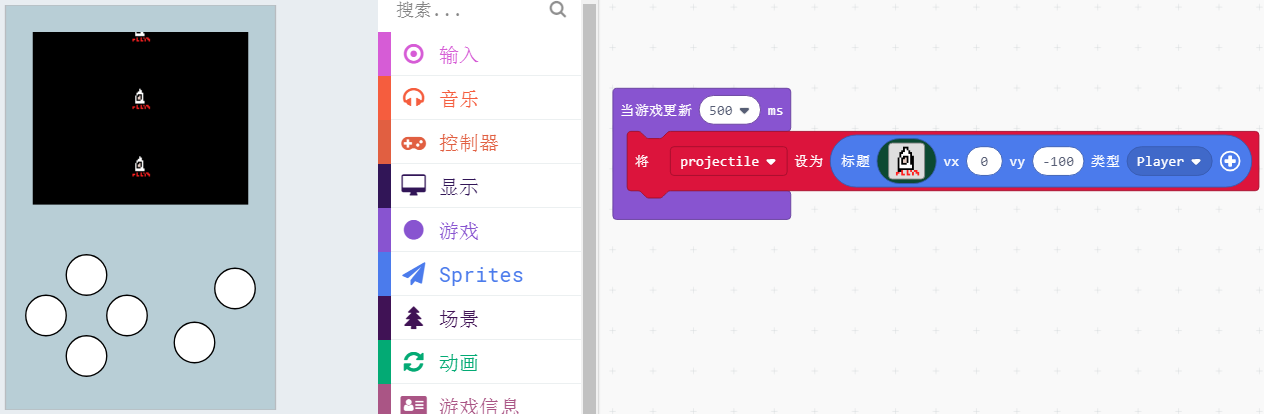 搜索...
输入
音乐
控制器
显示
游戏
Sprites
场景
动画
游戏信息
当游戏更新 500 ms
将 projectile 设为 标题 vx 0 vy -100 类型 Player